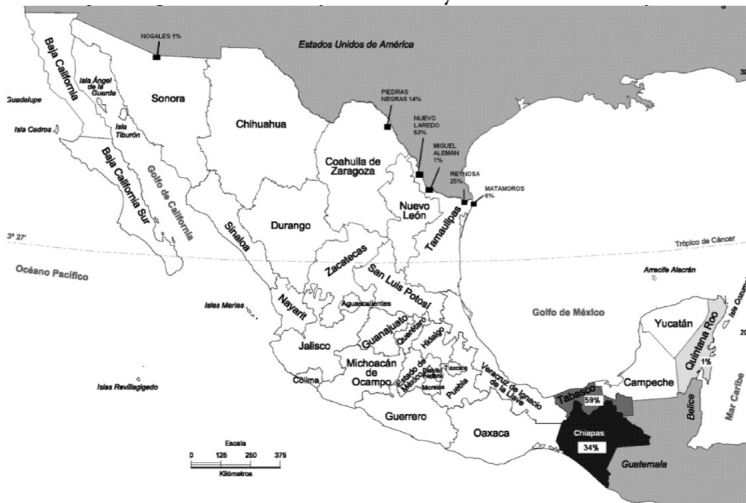 NOGALES 1%
Estados Unidos de América
Baja California
Isla Ángel
de la
Guarda
Sonora
Guadalupe
Isla Cedros
Isla
Tiburón
Chihuahua
PIEDRAS
NEGRAS 14%
NUEVO
LAREDO
53%
MIGUEL
ALEMÁN
1%
REYNOSA
25%
MATAMOROS
6%
Coahuila de
Zaragoza
Baja California Sur
Golfo de California
Nuevo
León
Tamaulipas
Sinaloa
Durango
3° 27'
Trópico de Cáncer
Océano Pacífico
Zacatecas
San Luis Potosí
Arrecife Alacrán
Islas Marías
Nayarit
Aguascalientes
Golfo de México
Guanajuato
Querétaro
Hidalgo
Yucatán
Quintana Roo
1%
Jalisco
Michoacán
de
Ocampo
Estado de
México
Distrito
Federal
Tlaxcala
Morelos
Puebla
Veracruz de Ignacio
de la Llave
Islas Revillagigedo
Colima
Campeche
Tabasco
59%
Mar Caribe
Belice
Guerrero
Oaxaca
Chiapas
34%
Guatemala
Escala
0 125 250 375
Kilómetros